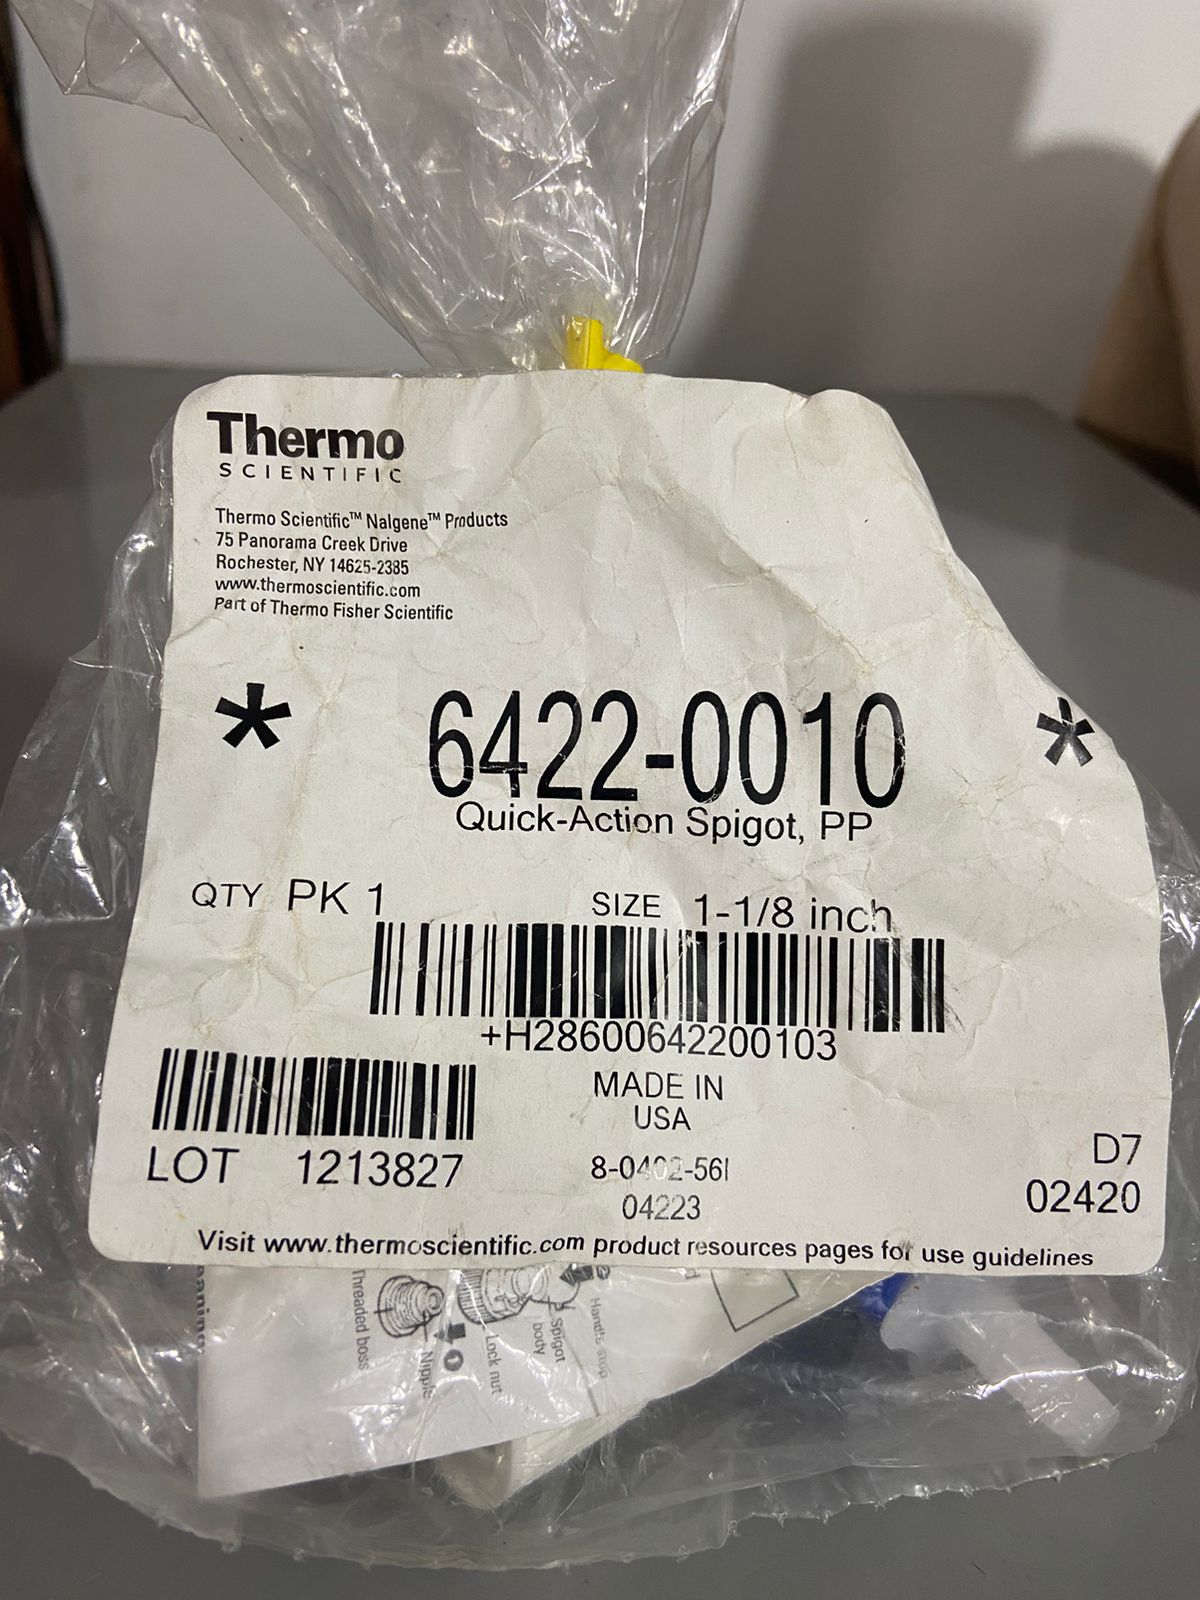 Thermo
SCIENTIFIC
Thermo Scientific™ Nalgene™ Products
75 Panorama Creek Drive
Rochester, NY 14625-2385
www.thermoscientific.com
Part of Thermo Fisher Scientific
* 6422-0010 *
Quick-Action Spigot, PP
QTY PK 1 SIZE 1-1/8 inch
+H28600642200103
MADE IN
USA
LOT 1213827
8-0402-56I
04223
D7
02420
Visit www.thermoscientific.com product resources pages for use guidelines
Threaded boss
Nipple
Lock nut
Spigot
body
Handle stop